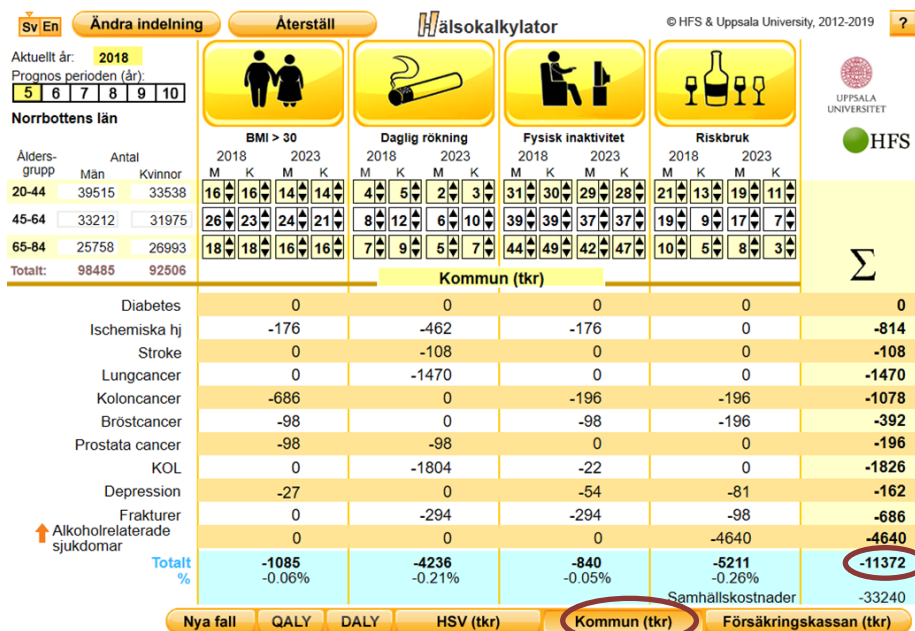 Sv En Ändra indelning Återställ Hälsokalkylator © HFS & Uppsala University, 2012-2019 ?
Aktuellt år: 2018
Prognos perioden (år):
5 6 7 8 9 10
Norrbottens län
UPPSALA
UNIVERSITET
HFS
BMI > 30 Daglig rökning Fysisk inaktivitet Riskbruk
Ålders-
grupp Antal 2018 2023 2018 2023 2018 2023 2018 2023
Män Kvinnor M K M K M K M K M K M K M K M K
20-44 39515 33538 16 16 14 14 4 5 2 3 31 30 29 28 21 13 19 11
45-64 33212 31975 26 23 24 21 8 12 6 10 39 39 37 37 19 9 17 7
65-84 25758 26993 18 18 16 16 7 9 5 7 44 49 42 47 10 5 8 3
Totalt: 98485 92506
Σ
Kommun (tkr)
Diabetes 0 0 0 0 0
Ischemiska hj -176 -462 -176 0 -814
Stroke 0 -108 0 0 -108
Lungcancer 0 -1470 0 0 -1470
Koloncancer -686 0 -196 -196 -1078
Bröstcancer -98 0 -98 -196 -392
Prostata cancer -98 -98 0 0 -196
KOL 0 -1804 -22 0 -1826
Depression -27 0 -54 -81 -162
Frakturer 0 -294 -294 -98 -686
Alkoholrelaterade
sjukdomar 0 0 0 -4640 -4640
Totalt -1085 -4236 -840 -5211 -11372
% -0.06% -0.21% -0.05% -0.26%
Samhällskostnader -33240
Nya fall QALY DALY HSV (tkr) Kommun (tkr) Försäkringskassan (tkr)